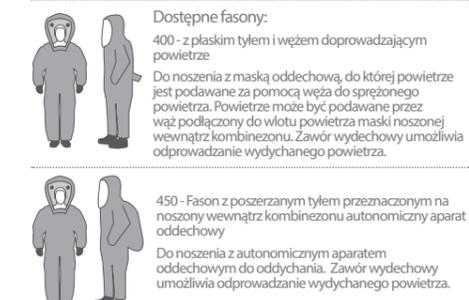 Dostępne fasony:
400 - z płaskim tyłem i wężem doprowadzającym
powietrze
Do noszenia z maską oddechową, do której powietrze
jest podawane za pomocą węża do sprężonego
powietrza. Powietrze może być podawane przez
wąż podłączony do wlotu powietrza maski noszonej
wewnątrz kombinezonu. Zawór wydechowy umożliwia
odprowadzanie wydychanego powietrza.
450 - Fason z poszerzanym tyłem przeznaczonym na
noszony wewnątrz kombinezonu autonomiczny aparat
oddechowy
Do noszenia z autonomicznym aparatem
oddechowym do oddychania. Zawór wydechowy
umożliwia odprowadzanie wydychanego powietrza.